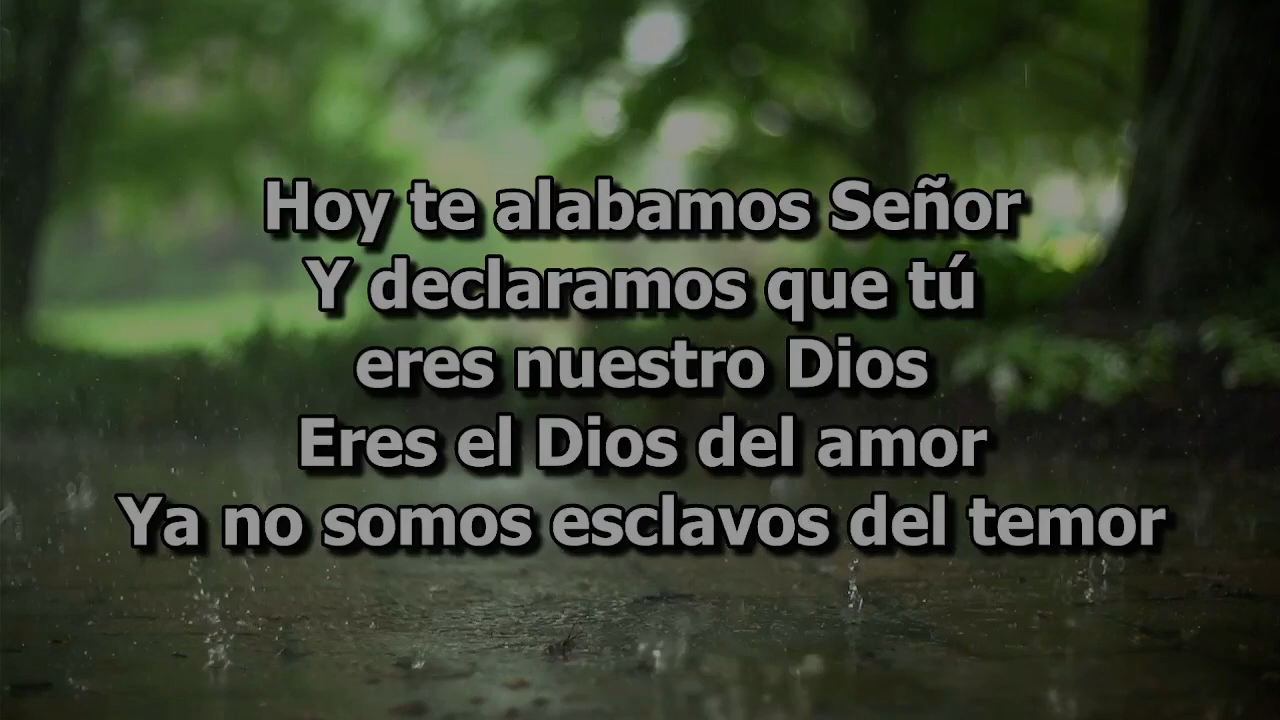 Hoy te alabamos Señor
Y declaramos que tú
eres nuestro Dios
Eres el Dios del amor
Ya no somos esclavos del temor